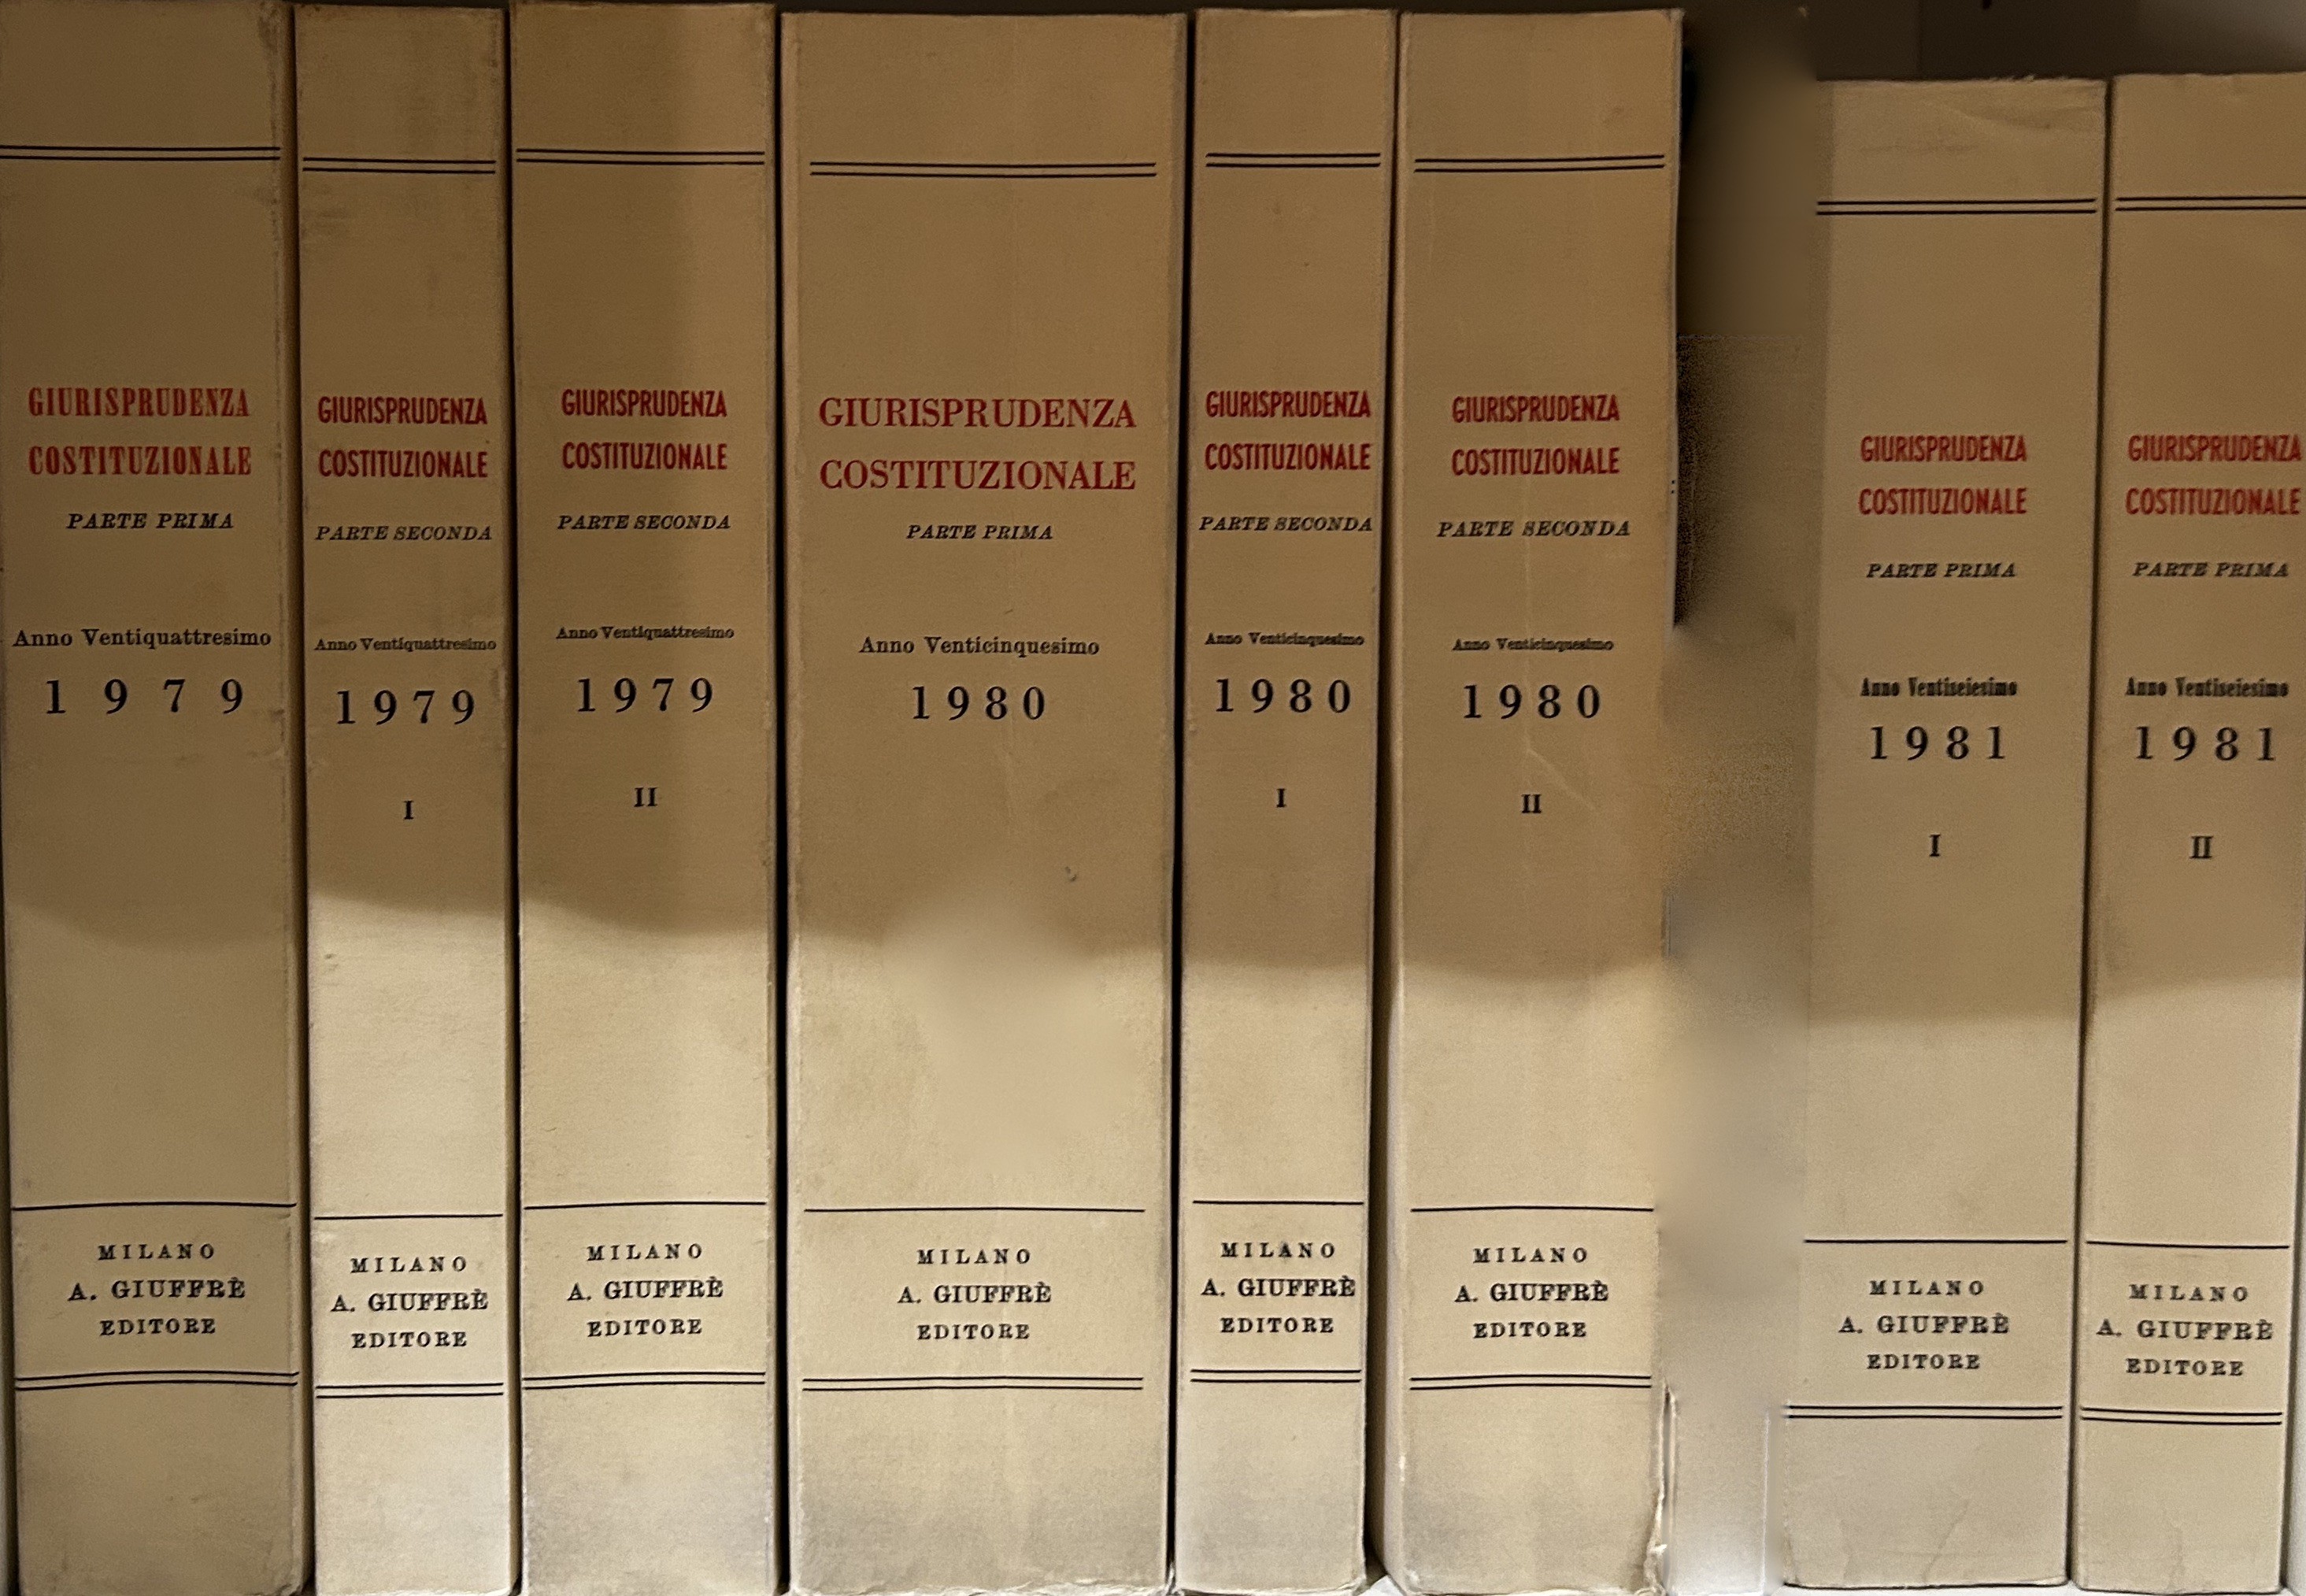 GIURISPRUDENZA
COSTITUZIONALE
PARTE PRIMA
Anno Ventiquattresimo
1979
MILANO
A. GIUFFRÈ
EDITORE
GIURISPRUDENZA
COSTITUZIONALE
PARTE SECONDA
Anno Ventiquattresimo
1979
I
MILANO
A. GIUFFRÈ
EDITORE
GIURISPRUDENZA
COSTITUZIONALE
PARTE SECONDA
Anno Ventiquattresimo
1979
II
MILANO
A. GIUFFRÈ
EDITORE
GIURISPRUDENZA
COSTITUZIONALE
PARTE PRIMA
Anno Venticinquesimo
1980
MILANO
A. GIUFFRÈ
EDITORE
GIURISPRUDENZA
COSTITUZIONALE
PARTE SECONDA
Anno Venticinquesimo
1980
I
MILANO
A. GIUFFRÈ
EDITORE
GIURISPRUDENZA
COSTITUZIONALE
PARTE SECONDA
Anno Venticinquesimo
1980
II
MILANO
A. GIUFFRÈ
EDITORE
GIURISPRUDENZA
COSTITUZIONALE
PARTE PRIMA
Anno Ventiseiesimo
1981
I
MILANO
A. GIUFFRÈ
EDITORE
GIURISPRUDENZA
COSTITUZIONALE
PARTE PRIMA
Anno Ventiseiesimo
1981
II
MILANO
A. GIUFFRÈ
EDITORE